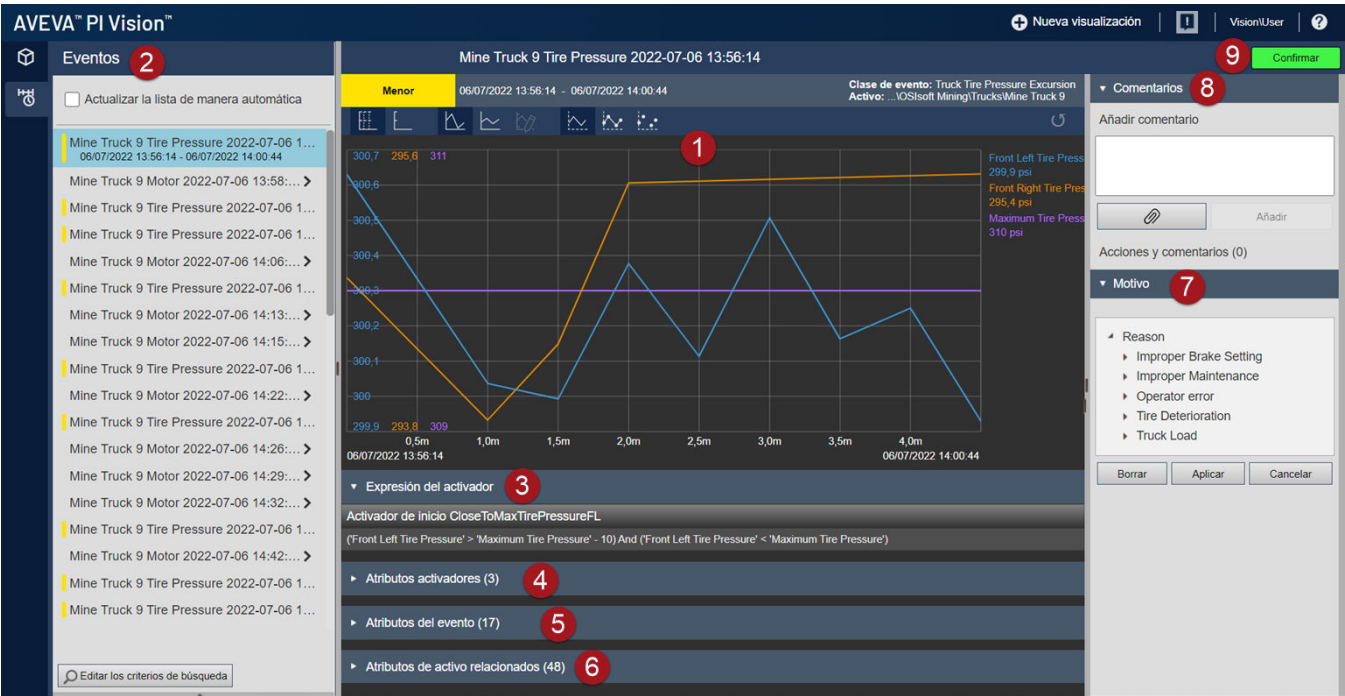 AVEVA™ PI Vision™
Nueva visualización
Vision\User
Eventos
2
Actualizar la lista de manera automática
Mine Truck 9 Tire Pressure 2022-07-06 1...
06/07/2022 13:56:14 - 06/07/2022 14:00:44
Mine Truck 9 Motor 2022-07-06 13:58:...
Mine Truck 9 Tire Pressure 2022-07-06 1...
Mine Truck 9 Tire Pressure 2022-07-06 1...
Mine Truck 9 Motor 2022-07-06 14:06:...
Mine Truck 9 Tire Pressure 2022-07-06 1...
Mine Truck 9 Motor 2022-07-06 14:13:...
Mine Truck 9 Motor 2022-07-06 14:15:...
Mine Truck 9 Tire Pressure 2022-07-06 1...
Mine Truck 9 Motor 2022-07-06 14:22:...
Mine Truck 9 Tire Pressure 2022-07-06 1...
Mine Truck 9 Motor 2022-07-06 14:26:...
Mine Truck 9 Motor 2022-07-06 14:29:...
Mine Truck 9 Motor 2022-07-06 14:32:...
Mine Truck 9 Tire Pressure 2022-07-06 1...
Mine Truck 9 Motor 2022-07-06 14:42:...
Mine Truck 9 Tire Pressure 2022-07-06 1...
Mine Truck 9 Tire Pressure 2022-07-06 1...
Editar los criterios de búsqueda
Mine Truck 9 Tire Pressure 2022-07-06 13:56:14
9
Confirmar
Menor
06/07/2022 13:56:14 - 06/07/2022 14:00:44
Clase de evento: Truck Tire Pressure Excursion
Activo: ...\OSIsoft Mining\Trucks\Mine Truck 9
1
300,7 295,6 311
300,6
300,5
300,4
300,3
300,2
300,1
300
299,9 293,8 309
0,5m 1,0m 1,5m 2,0m 2,5m 3,0m 3,5m 4,0m
06/07/2022 13:56:14 06/07/2022 14:00:44
Front Left Tire Press
299,9 psi
Front Right Tire Pres
295,4 psi
Maximum Tire Press
310 psi
Expresión del activador 3
Activador de inicio CloseToMaxTirePressureFL
('Front Left Tire Pressure' > 'Maximum Tire Pressure' - 10) And ('Front Left Tire Pressure' < 'Maximum Tire Pressure')
Atributos activadores (3) 4
Atributos del evento (17) 5
Atributos de activo relacionados (48) 6
Comentarios 8
Añadir comentario
Añadir
Acciones y comentarios (0)
Motivo 7
Reason
Improper Brake Setting
Improper Maintenance
Operator error
Tire Deterioration
Truck Load
Borrar Aplicar Cancelar